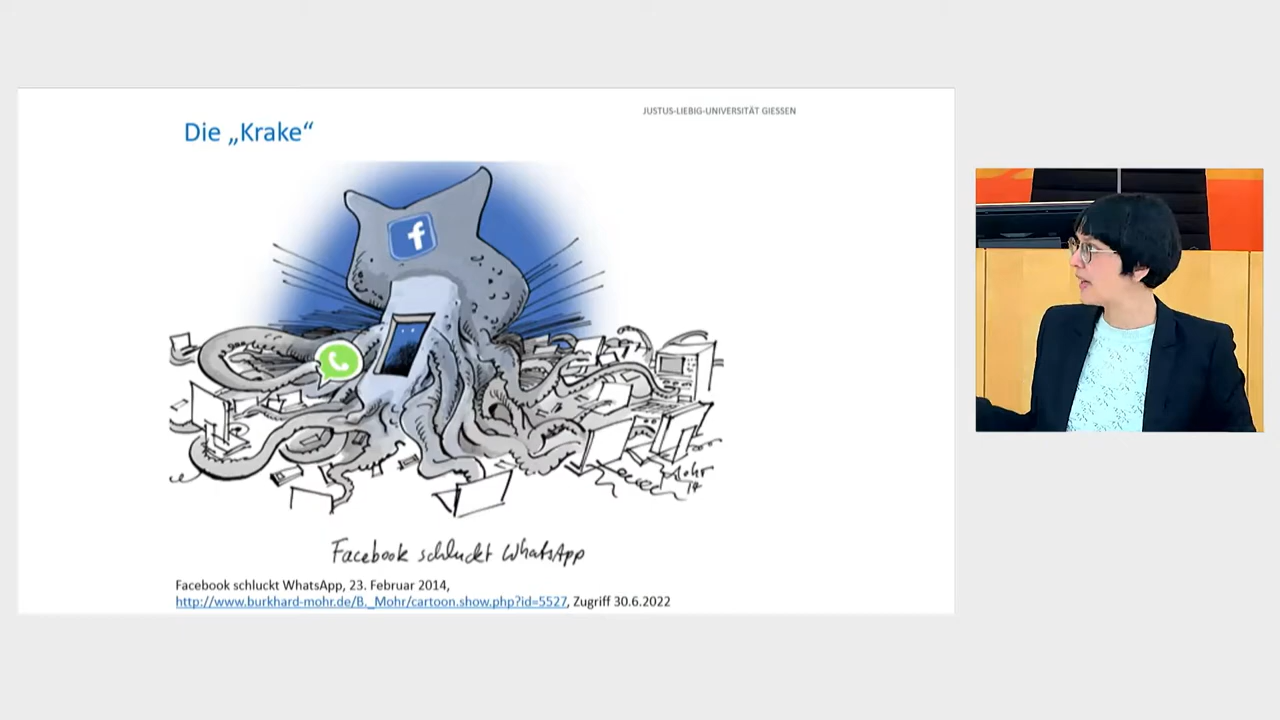 JUSTUS-LIEBIG-UNIVERSITÄT GIESSEN
Die „Krake“
f
Mohr
14
Facebook schluckt WhatsApp
Facebook schluckt WhatsApp, 23. Februar 2014,
http://www.burkhard-mohr.de/B._Mohr/cartoon.show.php?id=5527, Zugriff 30.6.2022